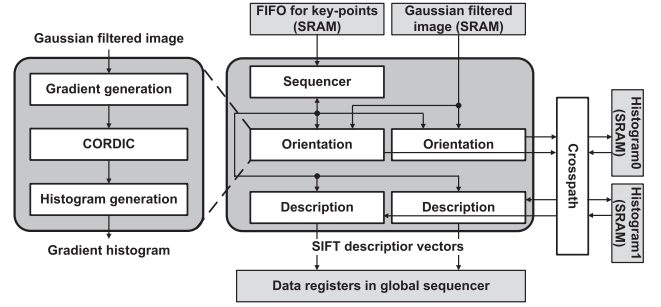 FIFO for key-points
(SRAM)
Gaussian filtered
image (SRAM)
Gaussian filtered image
Gradient generation
CORDIC
Histogram generation
Gradient histogram
Sequencer
Orientation
Orientation
Description
Description
Crosspath
Histogram0
(SRAM)
Histogram1
(SRAM)
SIFT descriptior vectors
Data registers in global sequencer